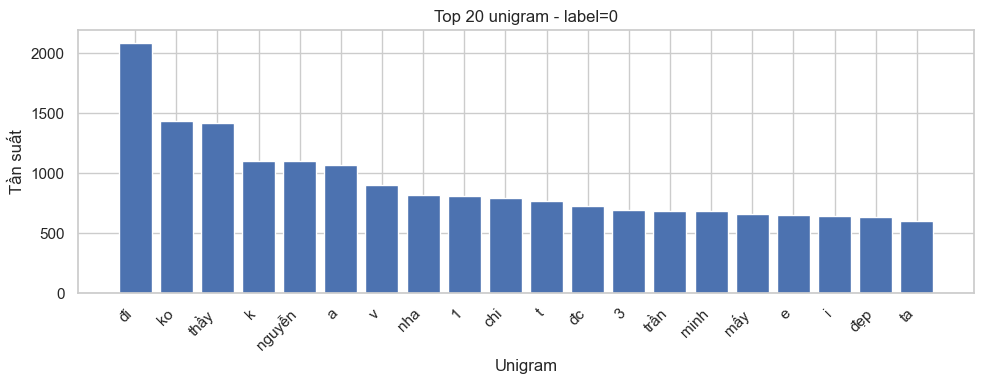 Top 20 unigram - label=0
Tần suất
2000
1500
1000
500
0
đi
ko
thầy
k
nguyễn
a
v
nha
1
chi
t
đc
3
trần
minh
mấy
e
i
đẹp
ta
Unigram